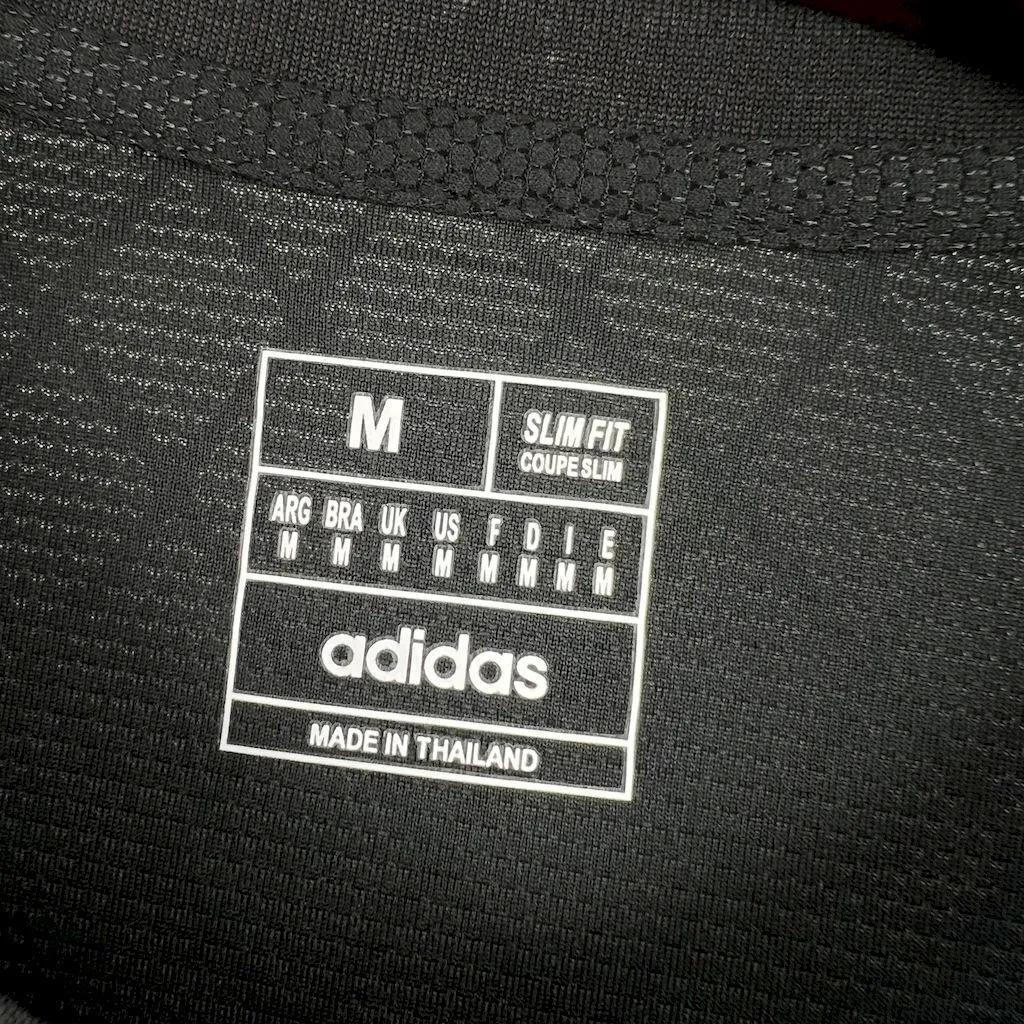 M
SLIM FIT
COUPE SLIM
ARG BRA UK US F D I E
M M M M M M M M
adidas
MADE IN THAILAND